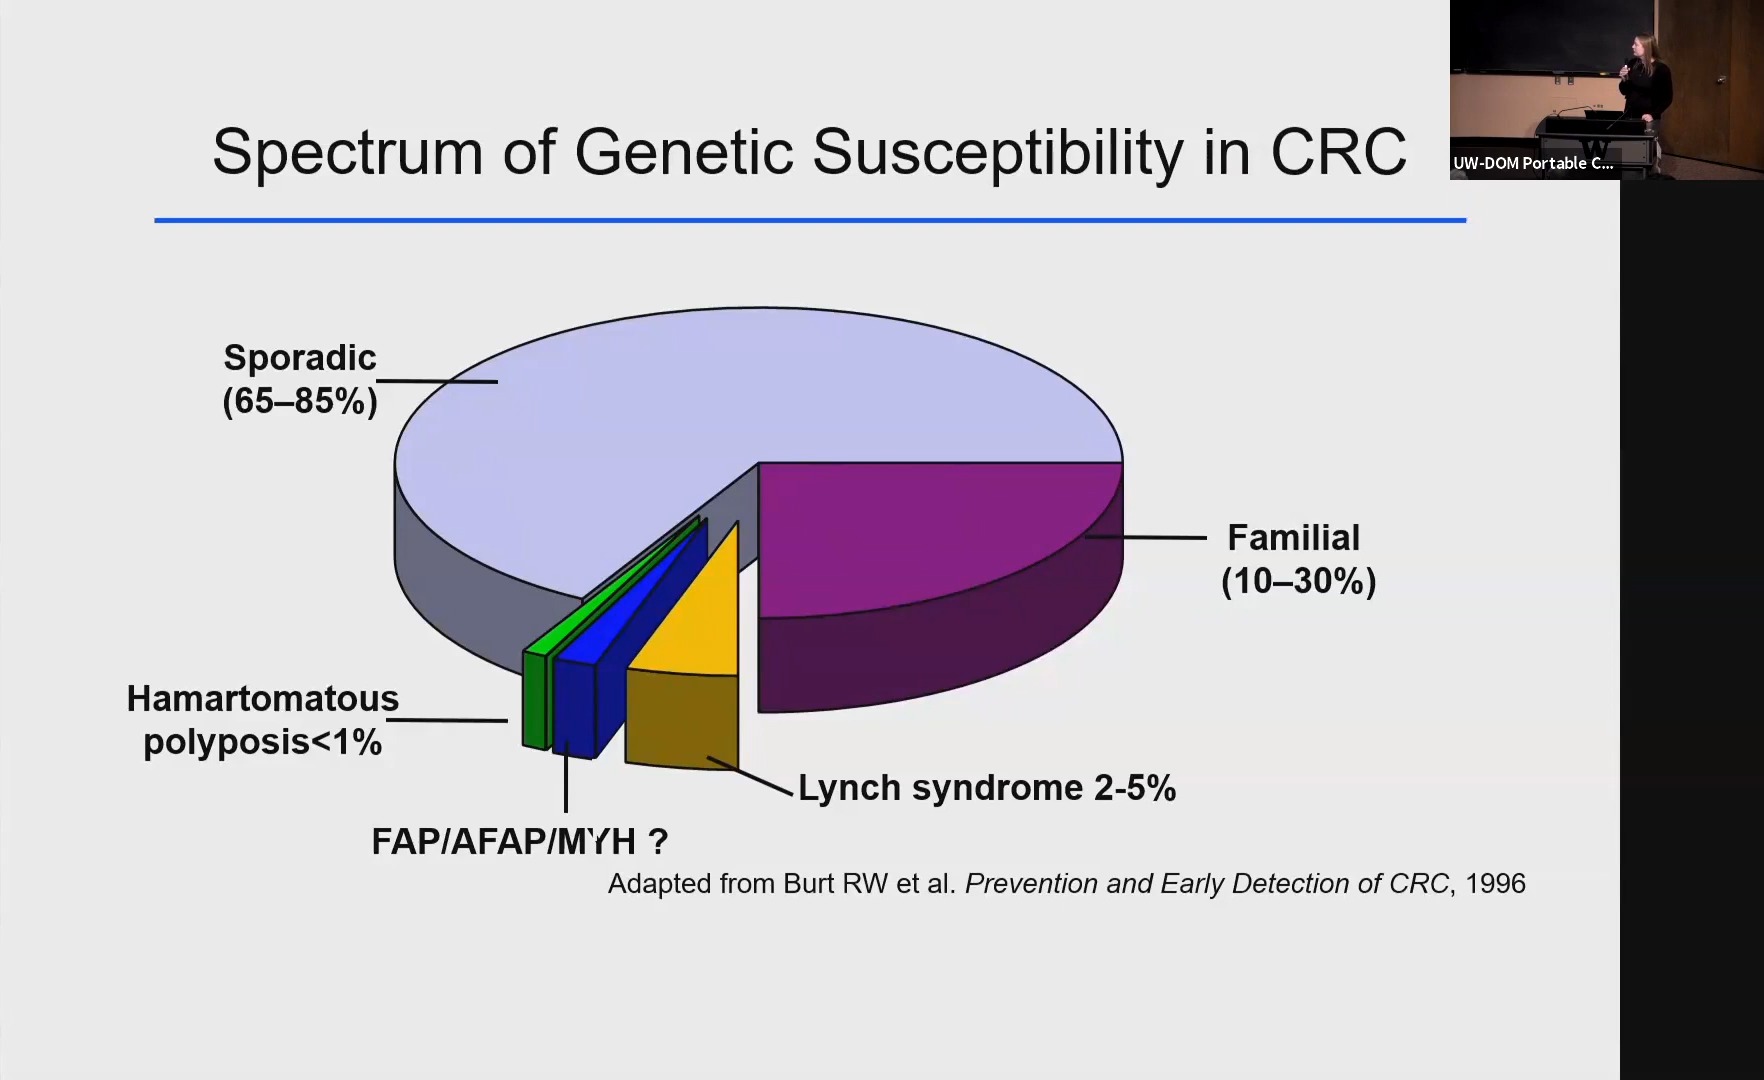 Spectrum of Genetic Susceptibility in CRC
UW-DOM Portable C...
W
Sporadic
(65–85%)
Familial
(10–30%)
Hamartomatous
polyposis<1%
Lynch syndrome 2-5%
FAP/AFAP/MYH ?
Adapted from Burt RW et al. Prevention and Early Detection of CRC, 1996